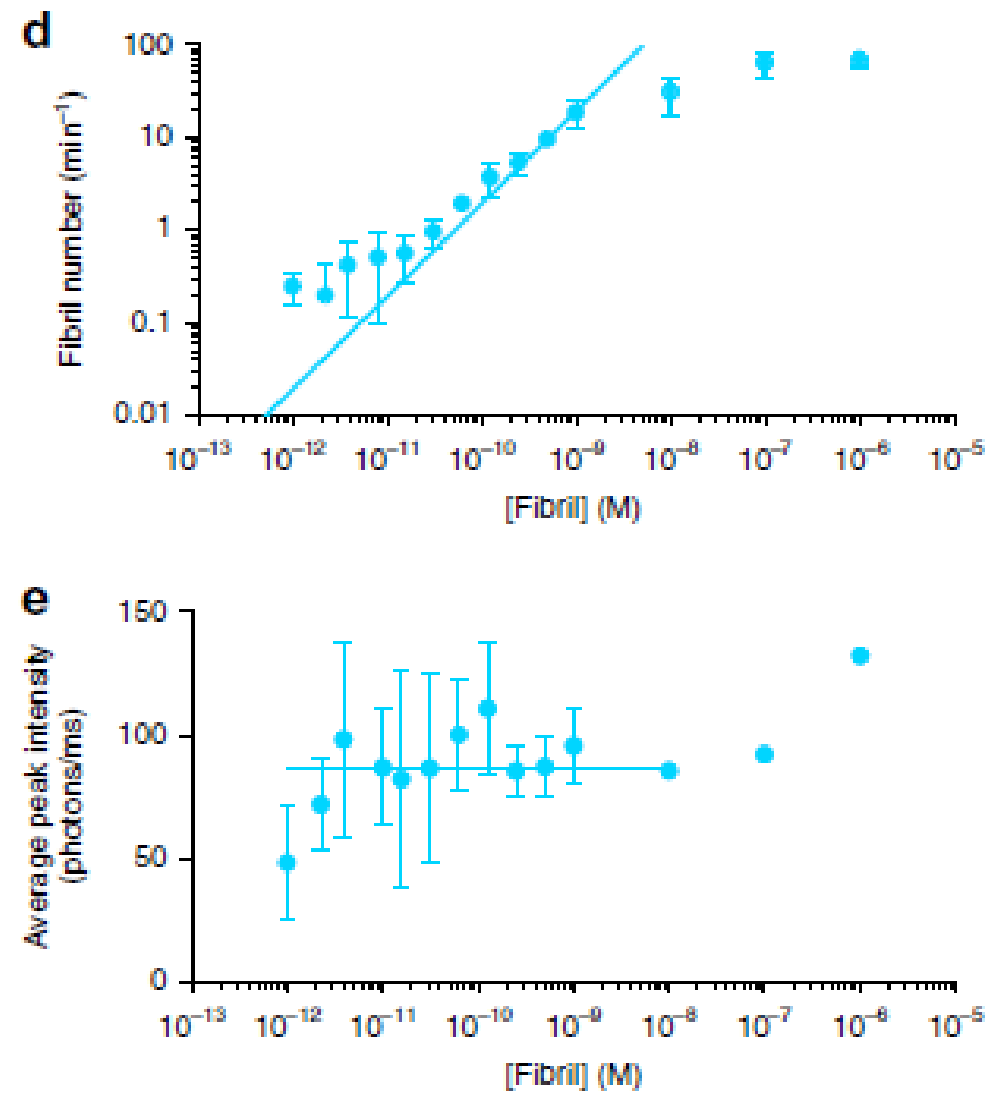 d
100
10
1
0.1
0.01
Fibril number (min⁻¹)
10⁻¹³ 10⁻¹² 10⁻¹¹ 10⁻¹⁰ 10⁻⁹ 10⁻⁸ 10⁻⁷ 10⁻⁶ 10⁻⁵
[Fibril] (M)
e
150
100
50
0
Average peak intensity
(photons/ms)
10⁻¹³ 10⁻¹² 10⁻¹¹ 10⁻¹⁰ 10⁻⁹ 10⁻⁸ 10⁻⁷ 10⁻⁶ 10⁻⁵
[Fibril] (M)